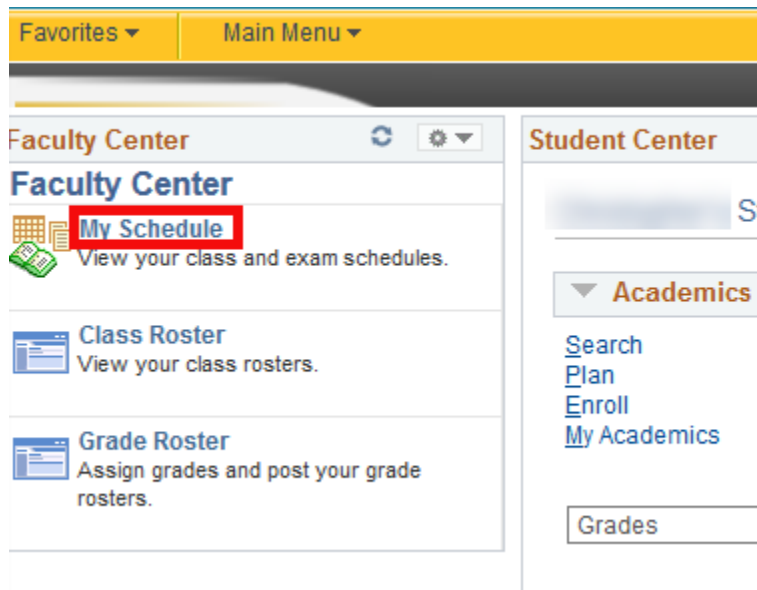 Favorites Main Menu
Faculty Center
Faculty Center
My Schedule
View your class and exam schedules.
Class Roster
View your class rosters.
Grade Roster
Assign grades and post your grade
rosters.
Student Center
S
Academics
Search
Plan
Enroll
My Academics
Grades